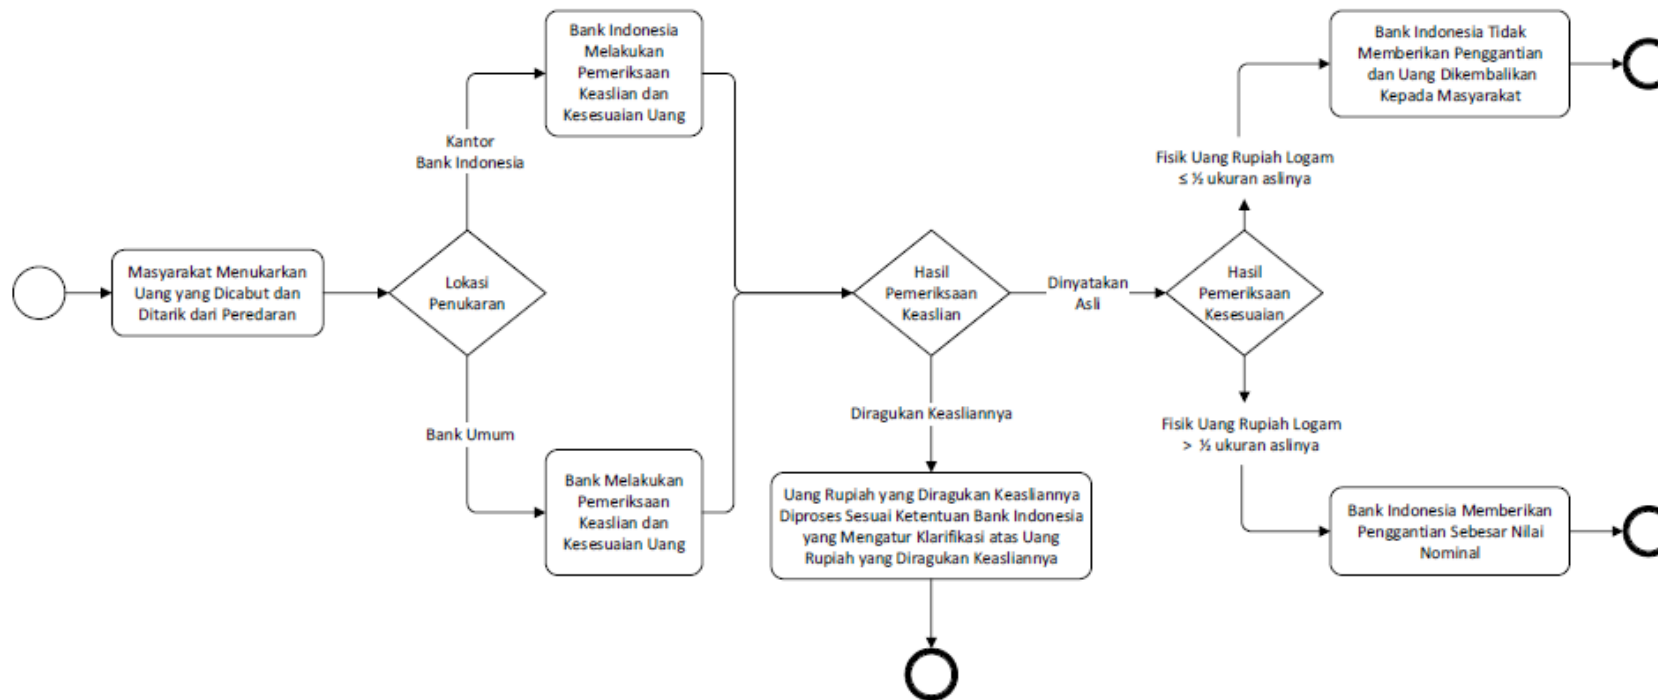 Masyarakat Menukarkan
Uang yang Dicabut dan
Ditarik dari Peredaran
Lokasi
Penukaran
Kantor
Bank Indonesia
Bank Indonesia
Melakukan
Pemeriksaan
Keaslian dan
Kesesuaian Uang
Bank Umum
Bank Melakukan
Pemeriksaan
Keaslian dan
Kesesuaian Uang
Hasil
Pemeriksaan
Keaslian
Diragukan Keasliannya
Uang Rupiah yang Diragukan Keasliannya
Diproses Sesuai Ketentuan Bank Indonesia
yang Mengatur Klarifikasi atas Uang
Rupiah yang Diragukan Keasliannya
Dinyatakan
Asli
Hasil
Pemeriksaan
Kesesuaian
Fisik Uang Rupiah Logam
≤ ½ ukuran aslinya
Bank Indonesia Tidak
Memberikan Penggantian
dan Uang Dikembalikan
Kepada Masyarakat
Fisik Uang Rupiah Logam
> ½ ukuran aslinya
Bank Indonesia Memberikan
Penggantian Sebesar Nilai
Nominal